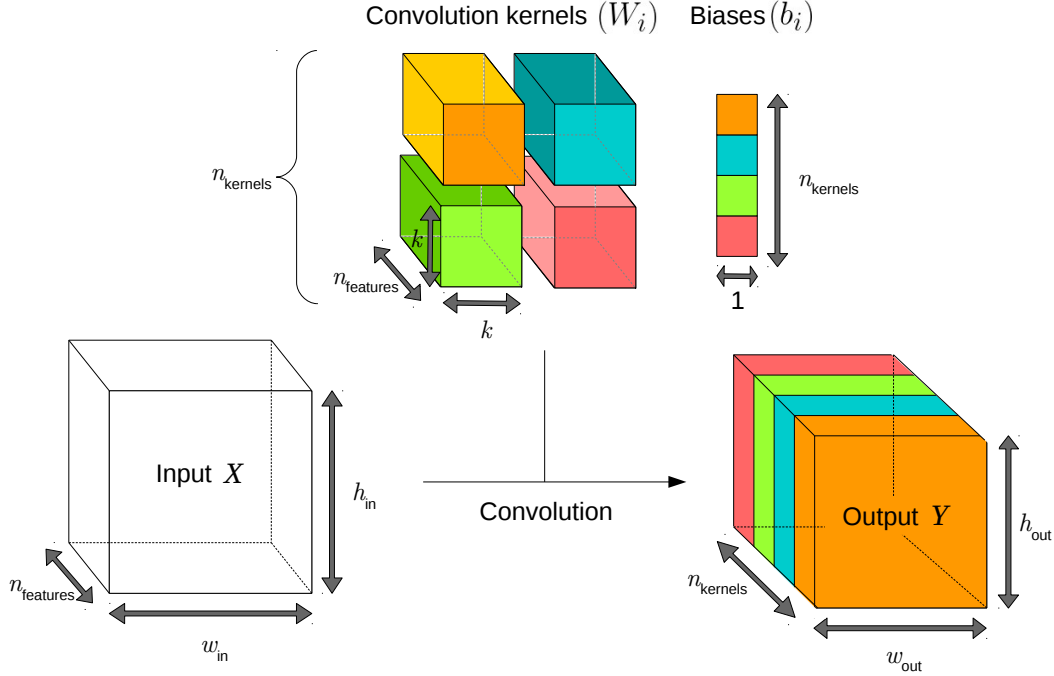 Convolution kernels (W_i) Biases (b_i)
n_kernels
n_kernels
k
n_features
1
k
Input X
h_in
Convolution
Output Y
h_out
n_features
n_kernels
w_in
w_out